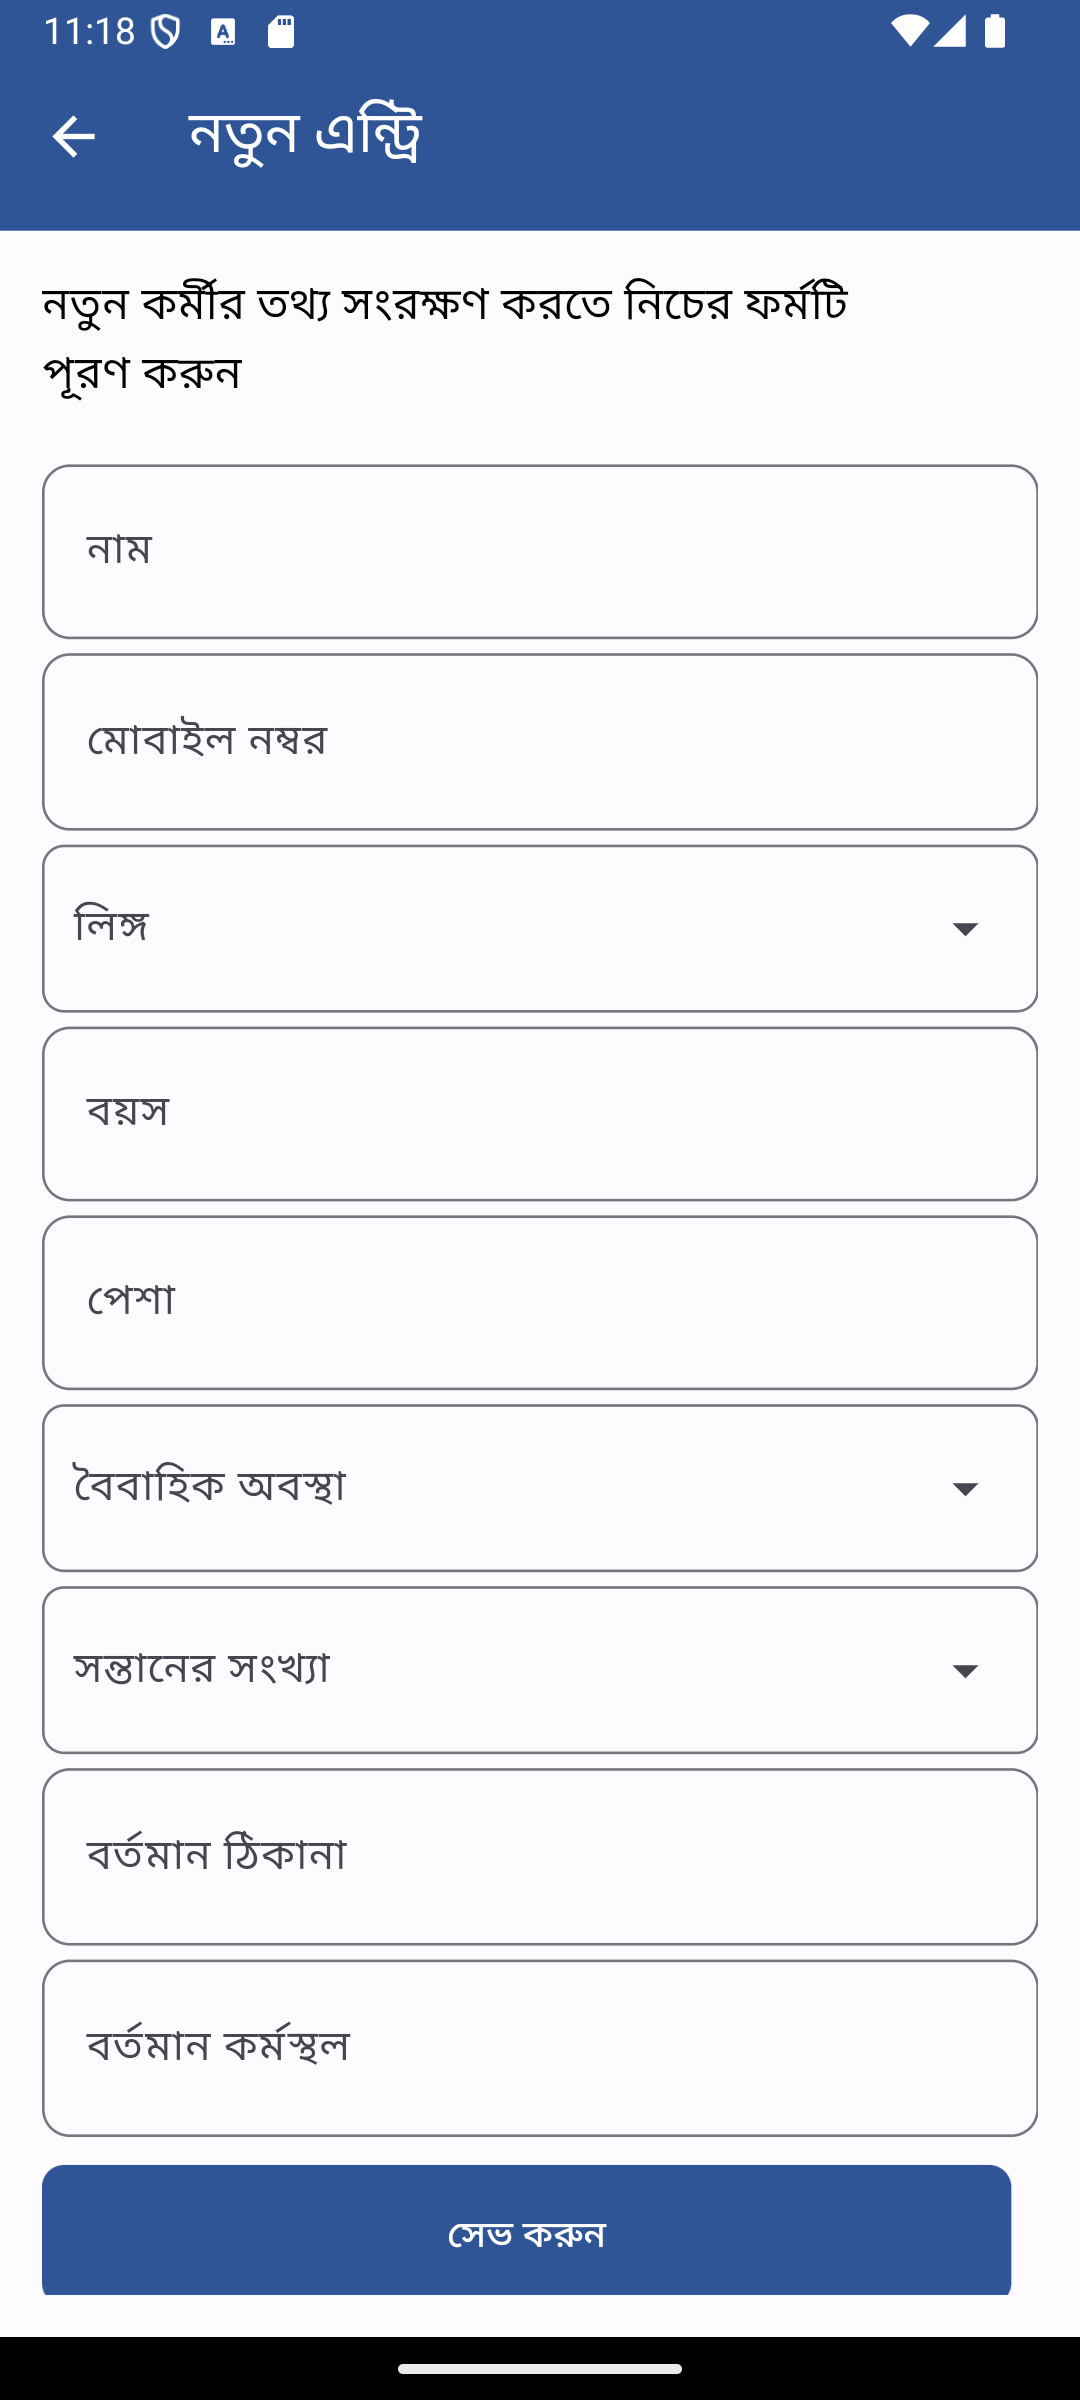 11:18
নতুন এন্ট্রি
নতুন কর্মীর তথ্য সংরক্ষণ করতে নিচের ফর্মটি
পূরণ করুন
নাম
মোবাইল নম্বর
লিঙ্গ
বয়স
পেশা
বৈবাহিক অবস্থা
সন্তানের সংখ্যা
বর্তমান ঠিকানা
বর্তমান কর্মস্থল
সেভ করুন